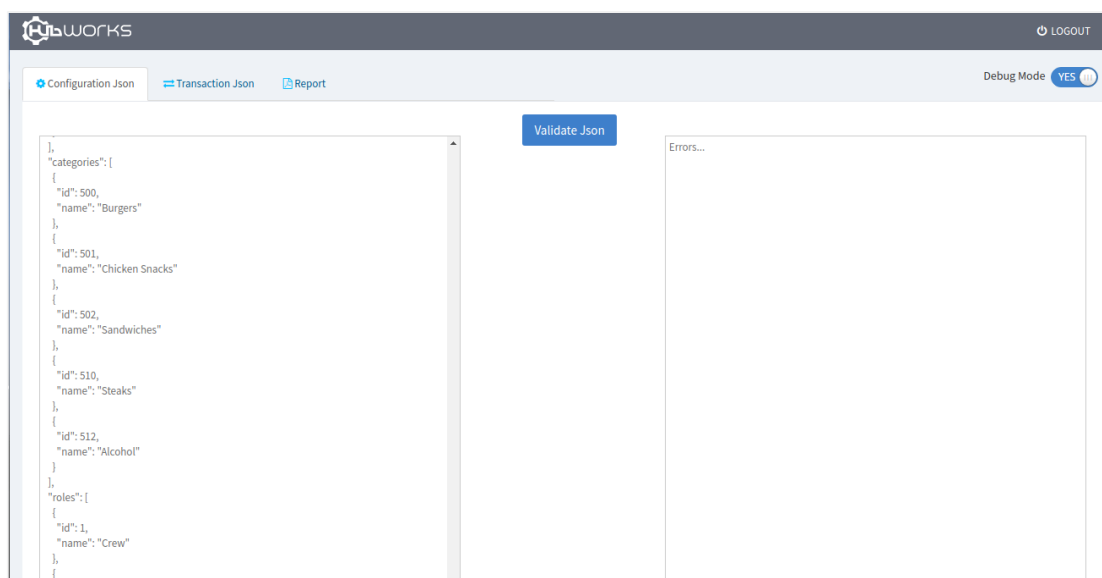 HubWorks
LOGOUT
Configuration Json
Transaction Json
Report
Debug Mode YES
Validate Json
],
"categories": [
{
"id": 500,
"name": "Burgers"
},
{
"id": 501,
"name": "Chicken Snacks"
},
{
"id": 502,
"name": "Sandwiches"
},
{
"id": 510,
"name": "Steaks"
},
{
"id": 512,
"name": "Alcohol"
}
],
"roles": [
{
"id": 1,
"name": "Crew"
},
{
Errors...